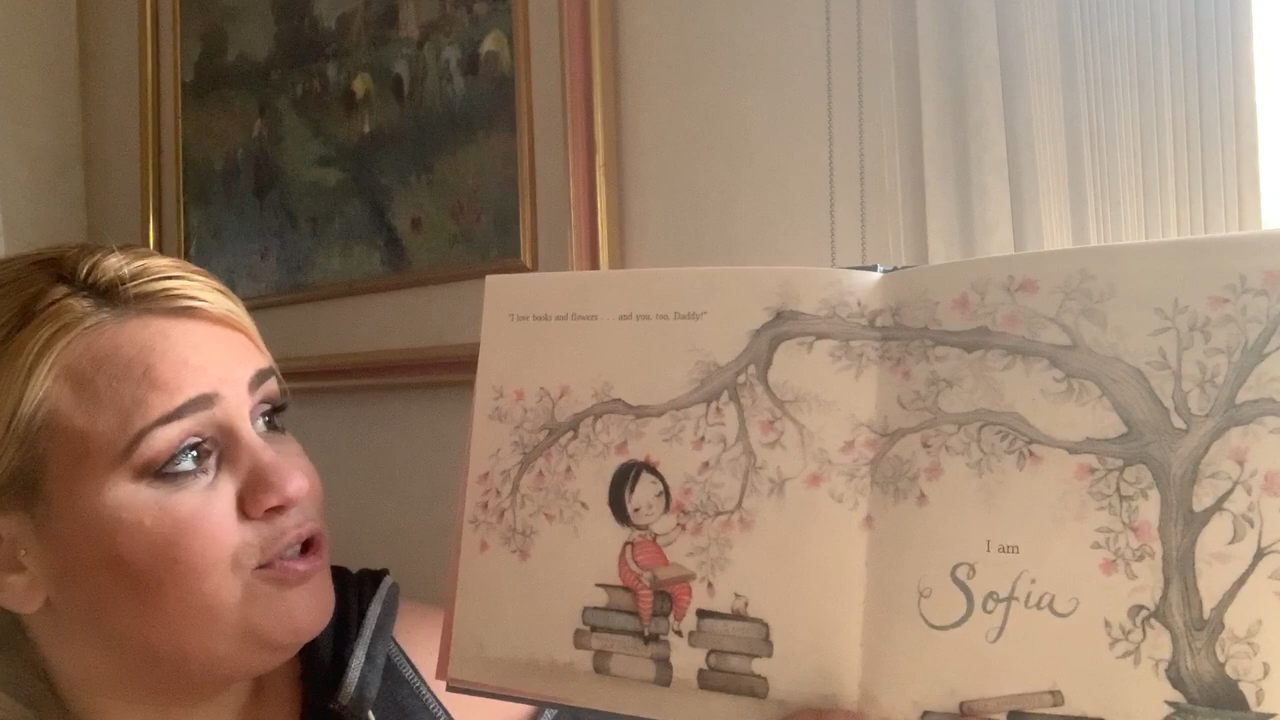 "I love books and flowers . . . and you, too, Daddy!"
I am
Sofia